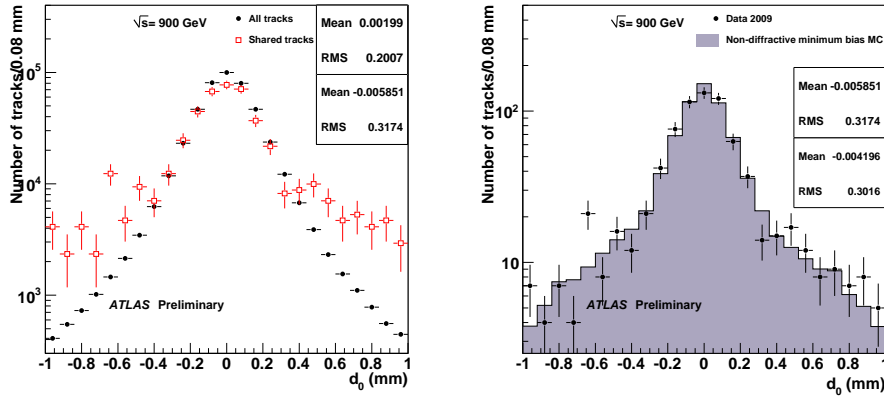 √s= 900 GeV
All tracks
Shared tracks
Mean 0.00199
RMS 0.2007
Mean -0.005851
RMS 0.3174
Number of tracks/0.08 mm
10^5
10^4
10^3
ATLAS Preliminary
-1 -0.8 -0.6 -0.4 -0.2 0 0.2 0.4 0.6 0.8 1
d_0 (mm)
√s= 900 GeV
Data 2009
Non-diffractive minimum bias MC
Mean -0.005851
RMS 0.3174
Mean -0.004196
RMS 0.3016
Number of tracks/0.08 mm
10^2
10
ATLAS Preliminary
-1 -0.8 -0.6 -0.4 -0.2 0 0.2 0.4 0.6 0.8 1
d_0 (mm)